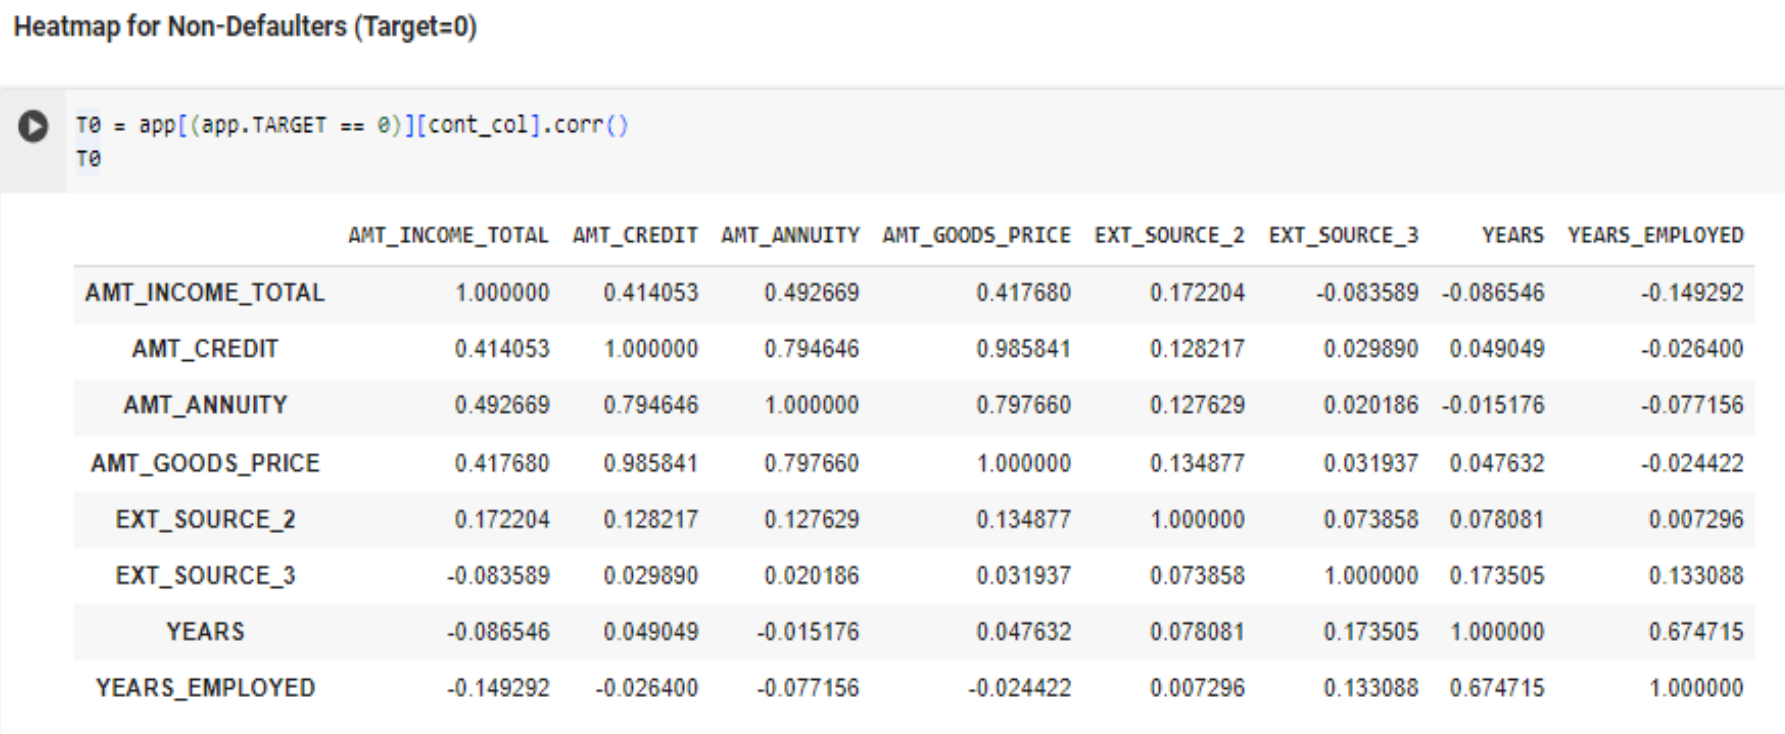 Heatmap for Non-Defaulters (Target=0)
T0 = app[(app.TARGET == 0)][cont_col].corr()
T0
AMT_INCOME_TOTAL AMT_CREDIT AMT_ANNUITY AMT_GOODS_PRICE EXT_SOURCE_2 EXT_SOURCE_3 YEARS YEARS_EMPLOYED
AMT_INCOME_TOTAL 1.000000 0.414053 0.492669 0.417680 0.172204 -0.083589 -0.086546 -0.149292
AMT_CREDIT 0.414053 1.000000 0.794646 0.985841 0.128217 0.029890 0.049049 -0.026400
AMT_ANNUITY 0.492669 0.794646 1.000000 0.797660 0.127629 0.020186 -0.015176 -0.077156
AMT_GOODS_PRICE 0.417680 0.985841 0.797660 1.000000 0.134877 0.031937 0.047632 -0.024422
EXT_SOURCE_2 0.172204 0.128217 0.127629 0.134877 1.000000 0.073858 0.078081 0.007296
EXT_SOURCE_3 -0.083589 0.029890 0.020186 0.031937 0.073858 1.000000 0.173505 0.133088
YEARS -0.086546 0.049049 -0.015176 0.047632 0.078081 0.173505 1.000000 0.674715
YEARS_EMPLOYED -0.149292 -0.026400 -0.077156 -0.024422 0.007296 0.133088 0.674715 1.000000